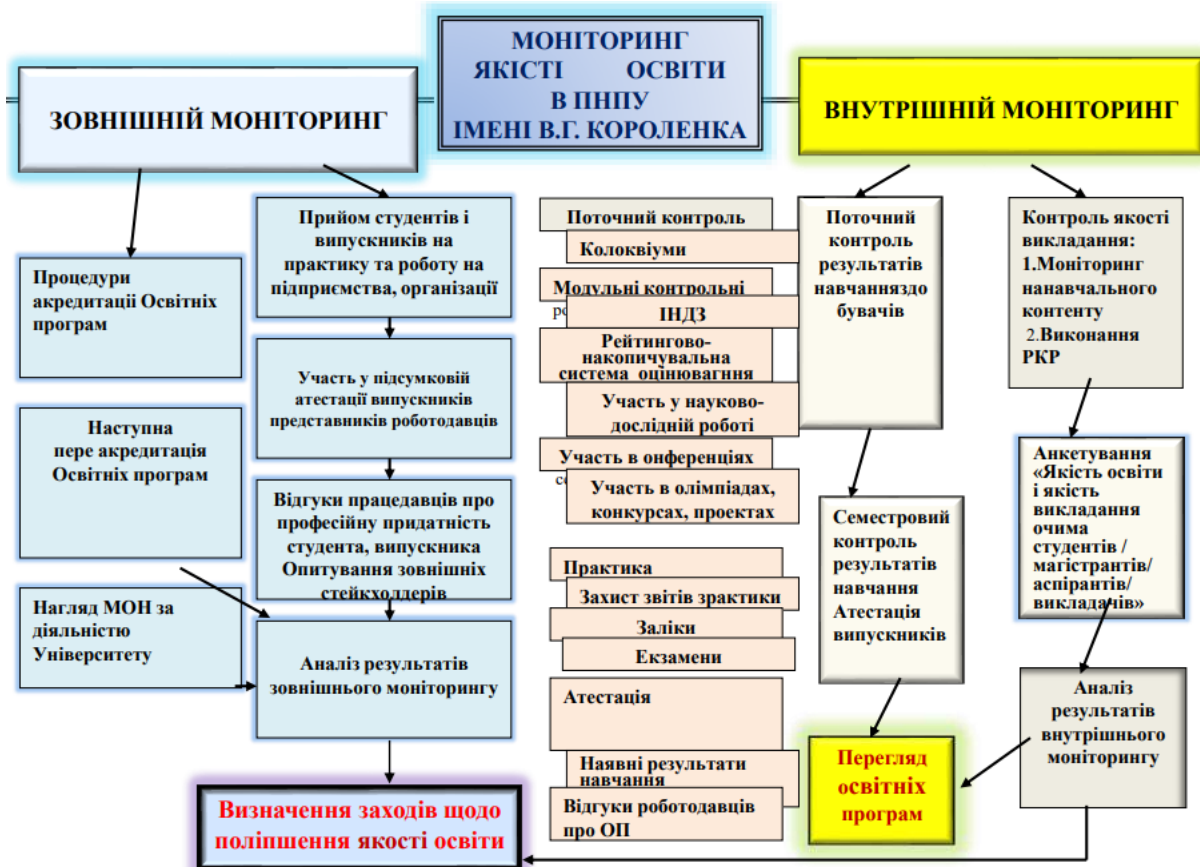 МОНІТОРИНГ
ЯКІСТІ ОСВІТИ
В ПНПУ
ІМЕНІ В.Г. КОРОЛЕНКА
ЗОВНІШНІЙ МОНІТОРИНГ
ВНУТРІШНІЙ МОНІТОРИНГ
Процедури
акредитації Освітніх
програм
Наступна
пере акредитація
Освітніх програм
Нагляд МОН за
діяльністю
Університету
Прийом студентів і
випускників на
практику та роботу на
підприємства, організації
Участь у підсумковій
атестації випускників
представників роботодавців
Відгуки працедавців про
професійну придатність
студента, випускника
Опитування зовнішніх
стейкхолдерів
Аналіз результатів
зовнішнього моніторингу
Визначення заходів щодо
поліпшення якості освіти
Поточний контроль
Колоквіуми
Модульні контрольні
ІНДЗ
Рейтингово-
накопичувальна
система оцінювагння
Участь у науково-
дослідній роботі
Участь в онференціях
Участь в олімпіадах,
конкурсах, проектах
Практика
Захист звітів зрактики
Заліки
Екзамени
Атестація
Наявні результати
навчання
Відгуки роботодавців
про ОП
Поточний
контроль
результатів
навчанняздо
бувачів
Семестровий
контроль
результатів
навчання
Атестація
випускників
Перегляд
освітніх
програм
Контроль якості
викладання:
1.Моніторинг
нанавчального
контенту
2.Виконання
РКР
Анкетування
«Якість освіти
і якість
викладання
очима
студентів /
магістрантів/
аспірантів/
викладачів»
Аналіз
результатів
внутрішнього
моніторингу